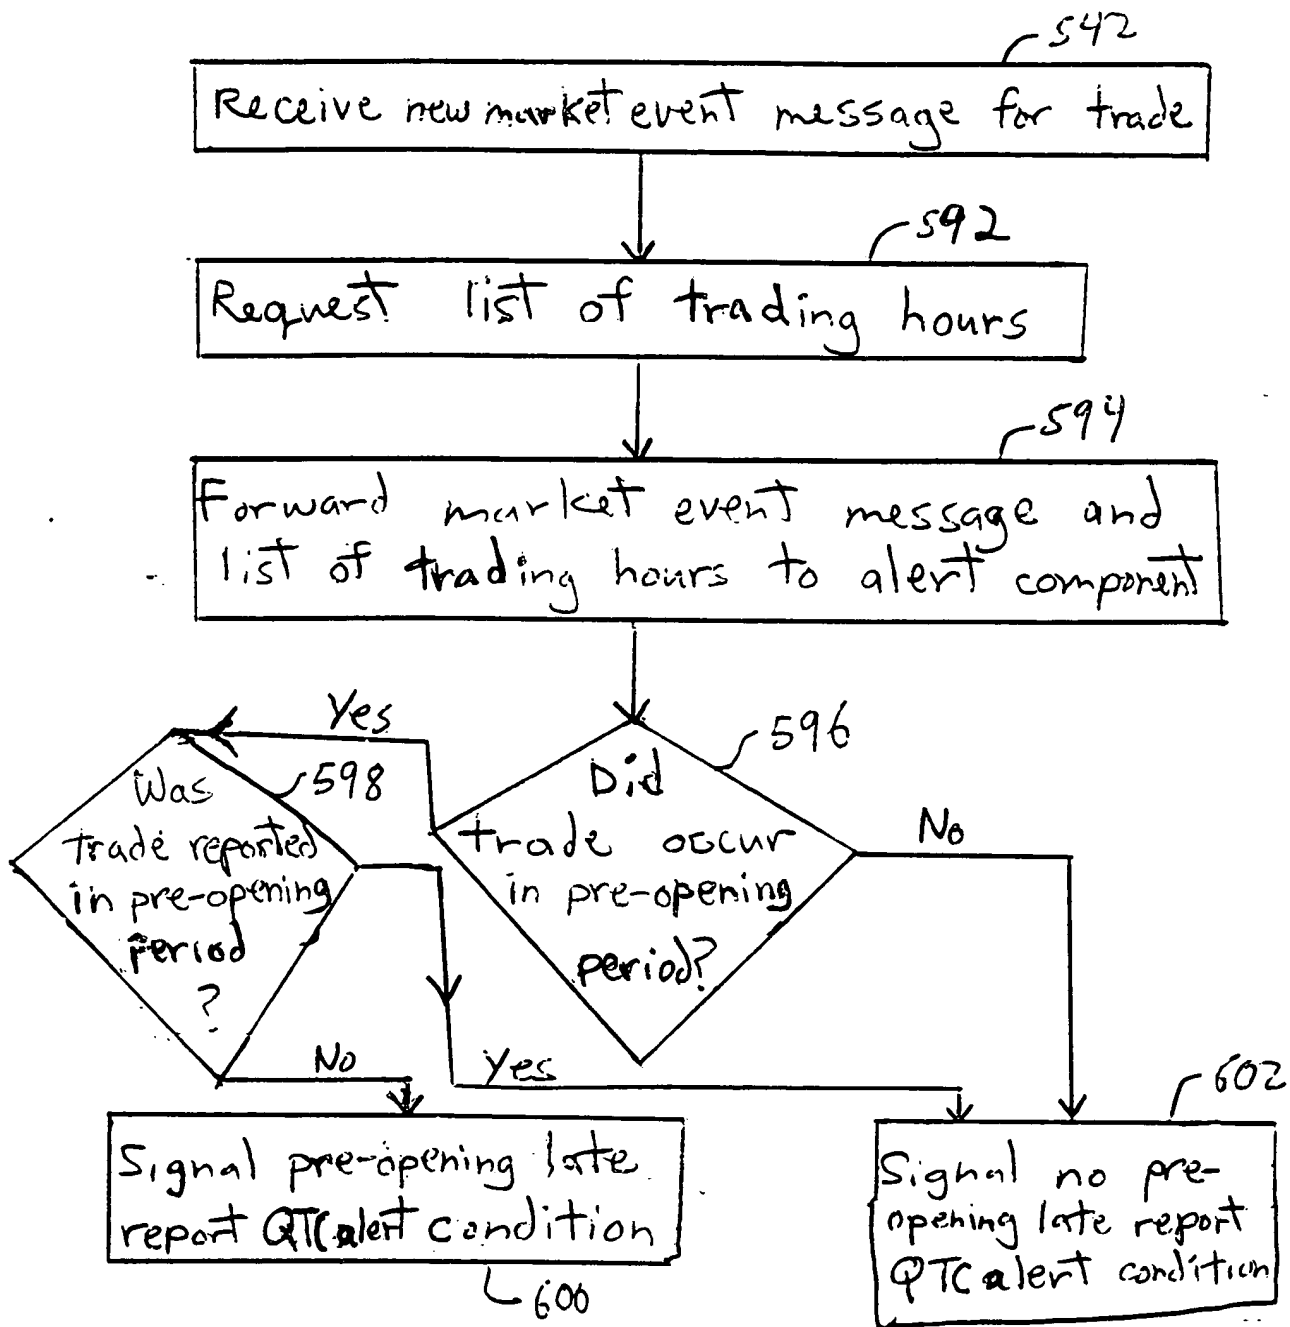 542
Receive new market event message for trade
592
Request list of trading hours
594
Forward market event message and
list of trading hours to alert component
Yes
596
598
Did
trade occur
in pre-opening
period?
No
Was
trade reported
in pre-opening
period
?
No
Yes
602
Signal pre-opening late
report QTC alert condition
600
Signal no pre-
opening late report
QTC alert condition